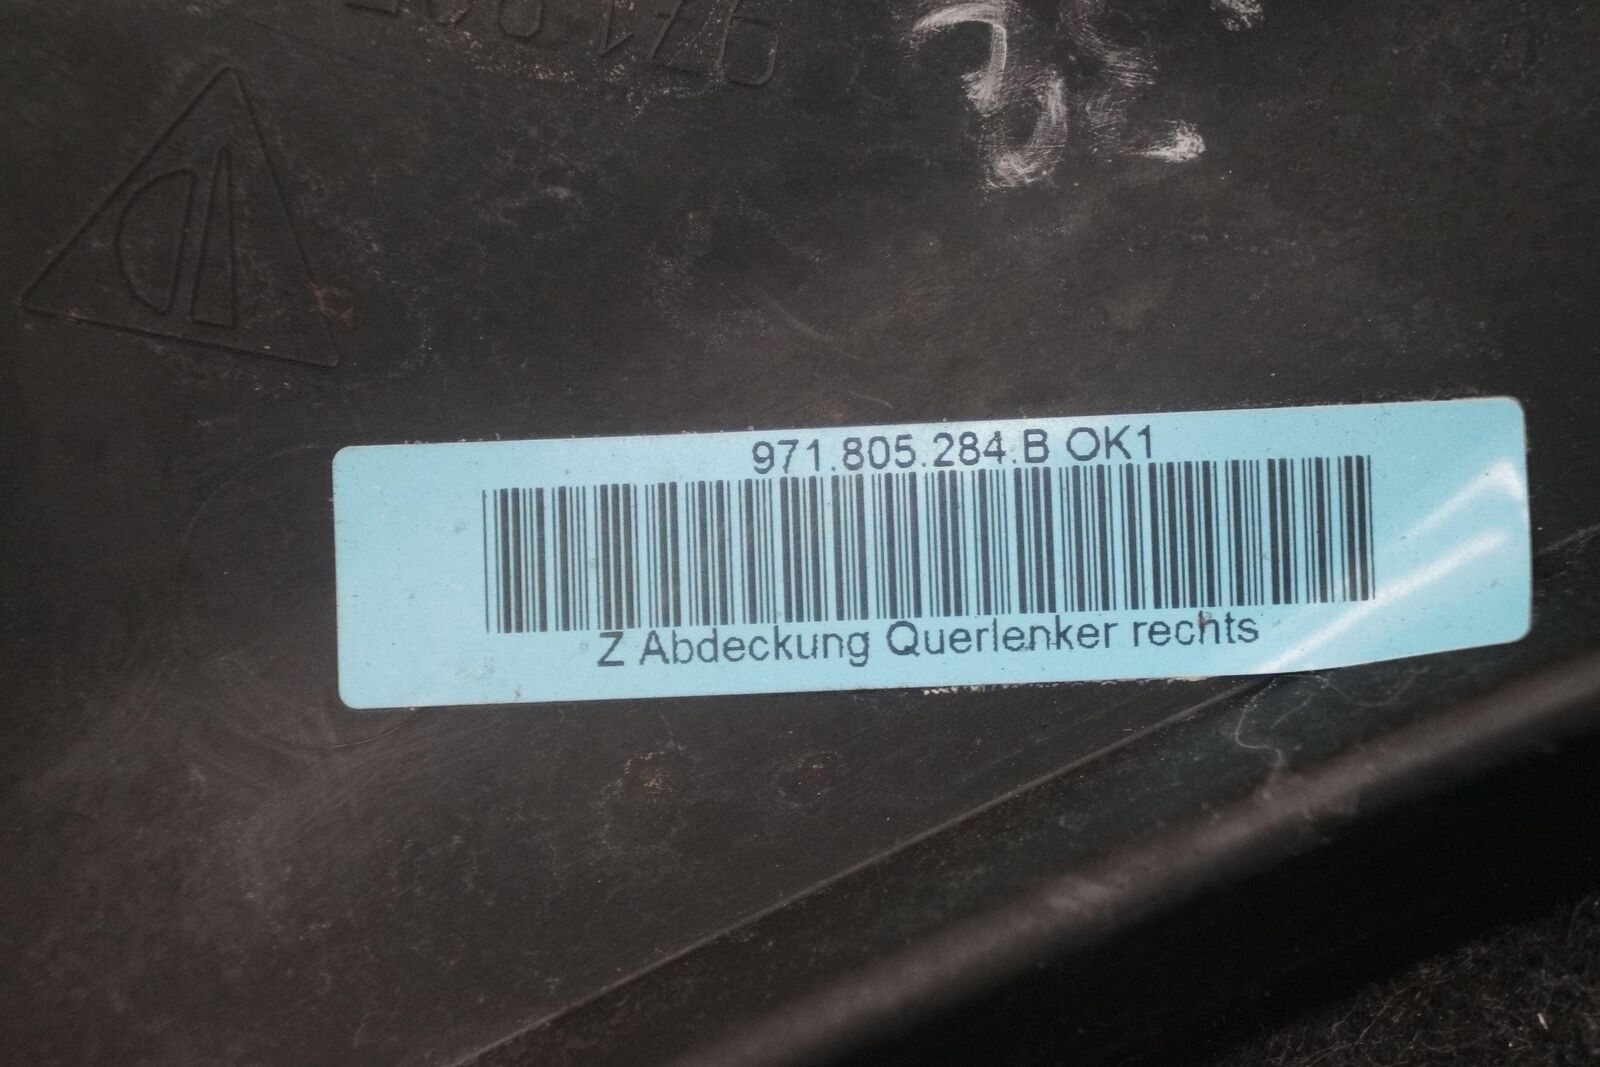 971.805.284.B OK1
Z Abdeckung Querlenker rechts